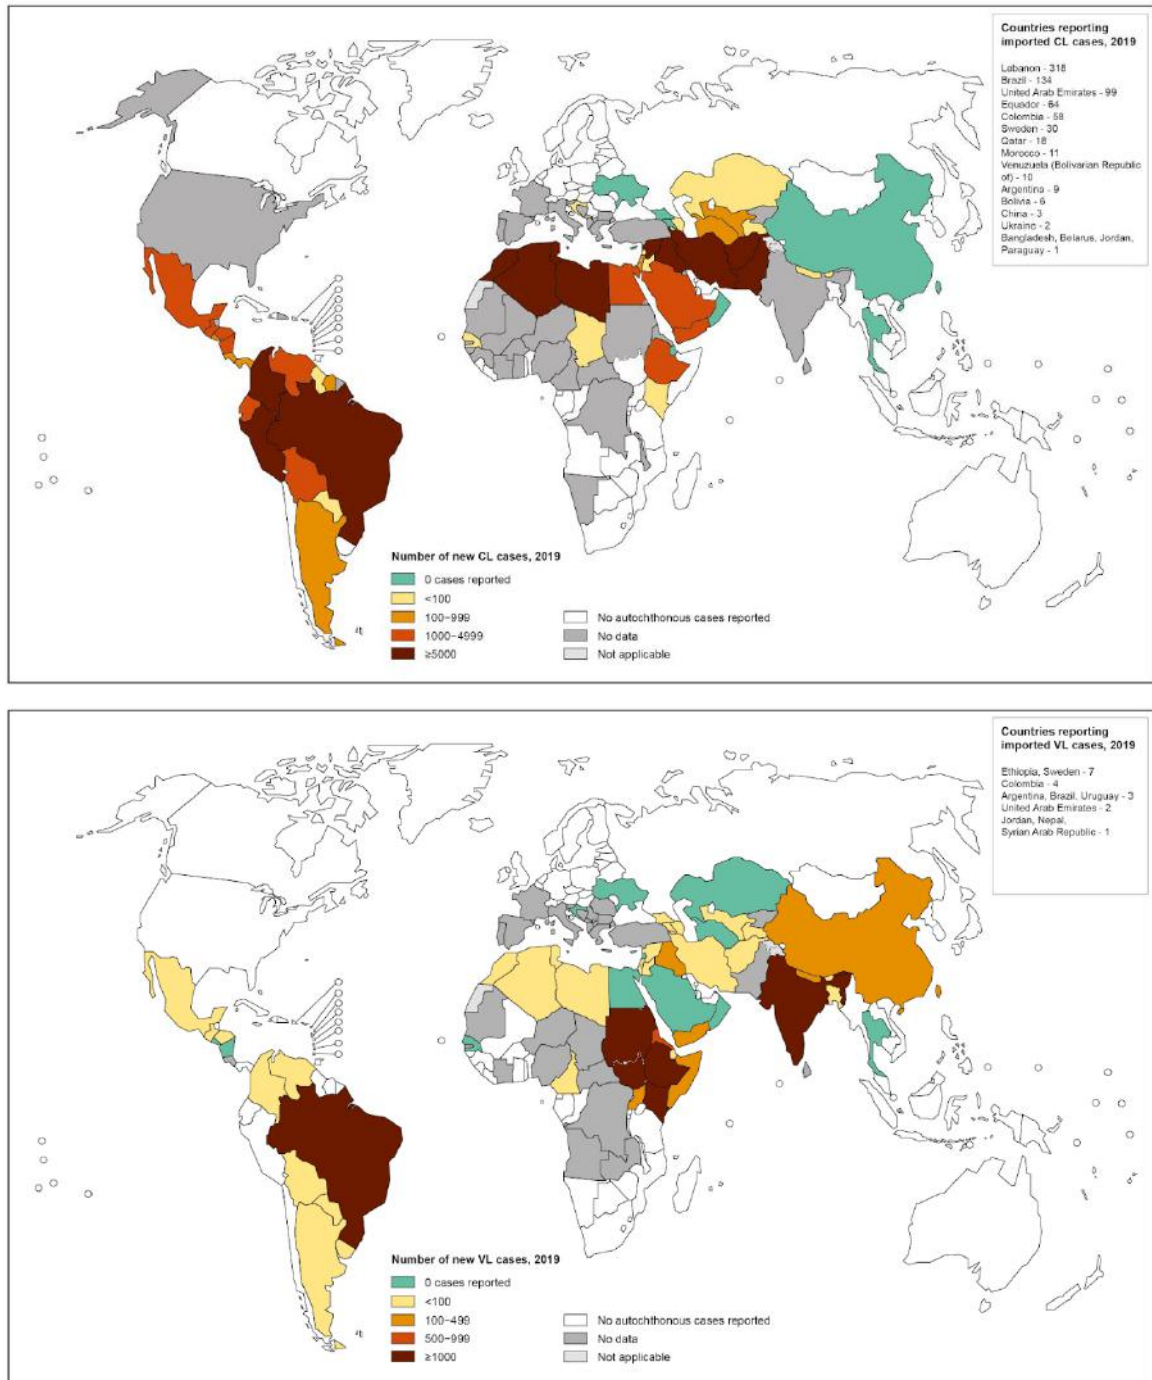 Countries reporting
imported CL cases, 2019
Labanon - 318
Brazil - 134
United Arab Emirates - 99
Equador - 64
Colombia - 58
Sweden - 30
Qatar - 18
Morocco - 11
Venuzuela (Bolivarian Republic
of) - 10
Argentina - 9
Bolivia - 6
China - 3
Ukraine - 2
Bangladesh, Belarus, Jordan,
Paraguay - 1
Number of new CL cases, 2019
0 cases reported
<100
100–999
1000–4999
≥5000
No autochthonous cases reported
No data
Not applicable
Countries reporting
imported VL cases, 2019
Ethiopia, Sweden - 7
Colombia - 4
Argentina, Brazil, Uruguay - 3
United Arab Emirates - 2
Jordan, Nepal,
Syrian Arab Republic - 1
Number of new VL cases, 2019
0 cases reported
<100
100–499
500–999
≥1000
No autochthonous cases reported
No data
Not applicable